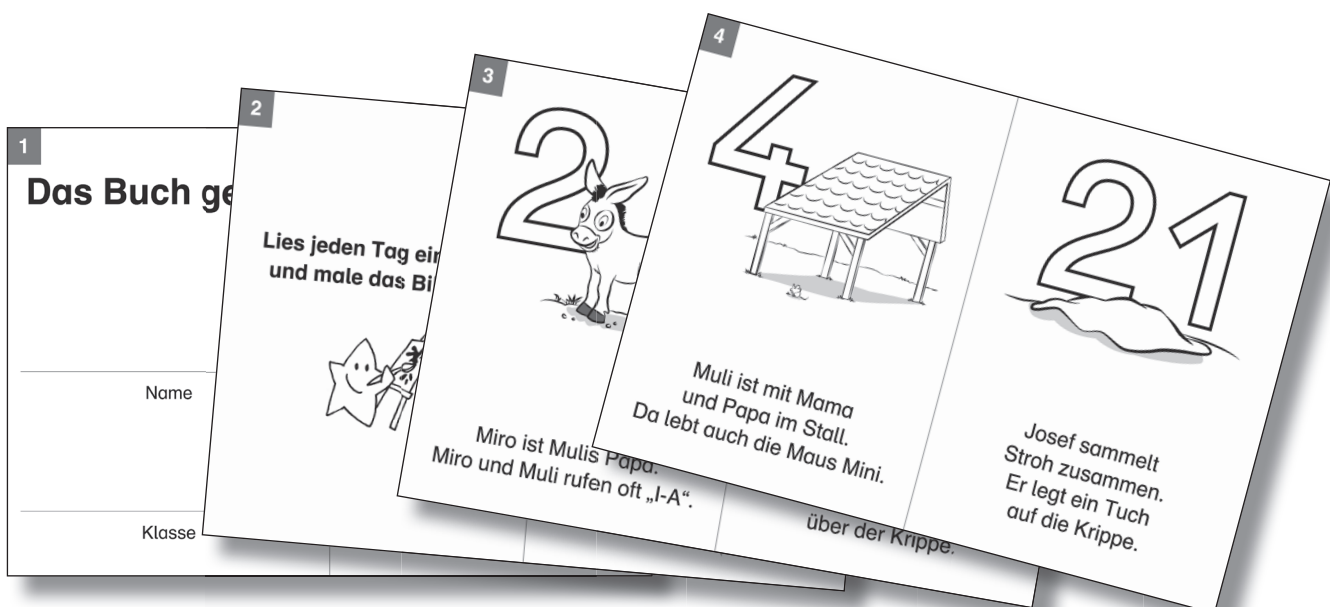 1
Das Buch ge
Name
Klasse
2
Lies jeden Tag ein
und male das Bi
3
2
Miro ist Mulis Papa.
Miro und Muli rufen oft „I-A“.
über der Krippe.
4
4
Muli ist mit Mama
und Papa im Stall.
Da lebt auch die Maus Mini.
21
Josef sammelt
Stroh zusammen.
Er legt ein Tuch
auf die Krippe.